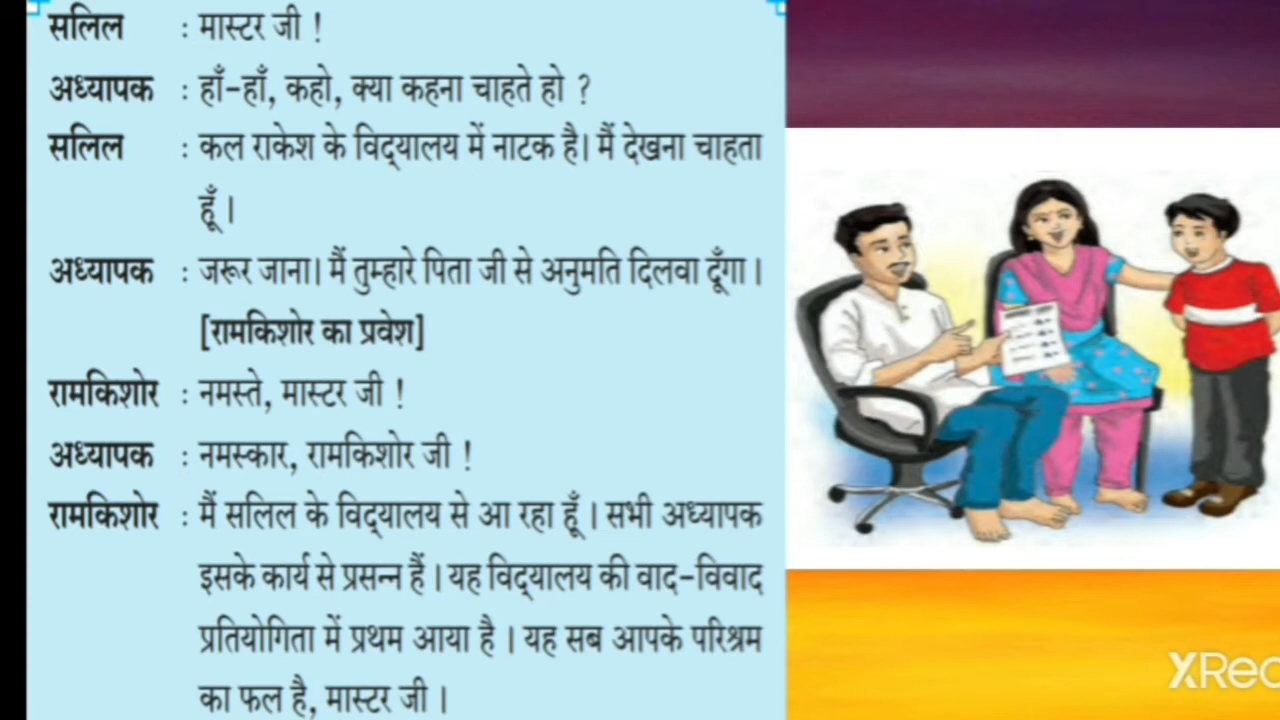 सलिल : मास्टर जी !
अध्यापक : हाँ-हाँ, कहो, क्या कहना चाहते हो ?
सलिल : कल राकेश के विद्‌यालय में नाटक है। मैं देखना चाहता
हूँ ।
अध्यापक : जरूर जाना। मैं तुम्हारे पिता जी से अनुमति दिलवा दूँगा ।
[रामकिशोर का प्रवेश]
रामकिशोर : नमस्ते, मास्टर जी !
अध्यापक : नमस्कार, रामकिशोर जी !
रामकिशोर : मैं सलिल के विद्‌यालय से आ रहा हूँ । सभी अध्यापक
इसके कार्य से प्रसन्न हैं । यह विद्‌यालय की वाद-विवाद
प्रतियोगिता में प्रथम आया है । यह सब आपके परिश्रम
का फल है, मास्टर जी ।
XRec